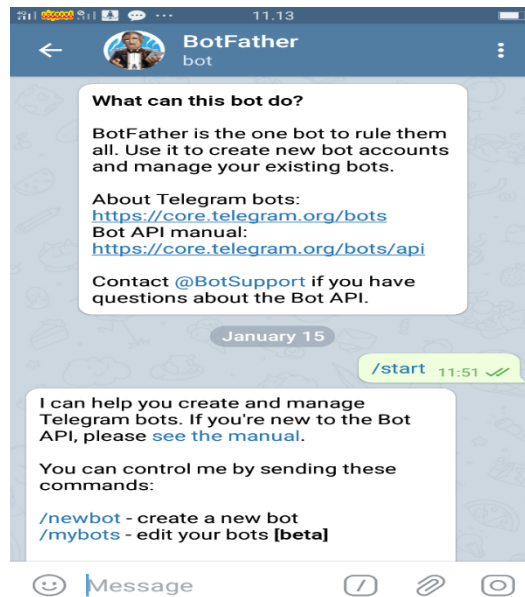 11.13
BotFather
bot
What can this bot do?
BotFather is the one bot to rule them
all. Use it to create new bot accounts
and manage your existing bots.
About Telegram bots:
https://core.telegram.org/bots
Bot API manual:
https://core.telegram.org/bots/api
Contact @BotSupport if you have
questions about the Bot API.
January 15
/start 11:51
I can help you create and manage
Telegram bots. If you're new to the Bot
API, please see the manual.
You can control me by sending these
commands:
/newbot - create a new bot
/mybots - edit your bots [beta]
Message